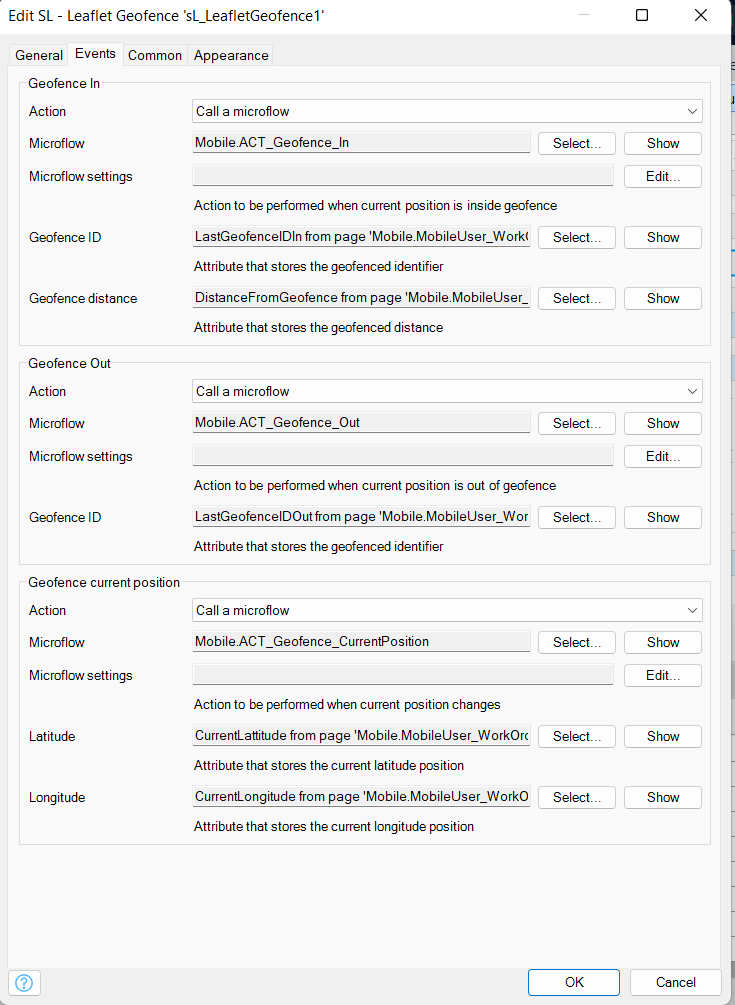 Edit SL - Leaflet Geofence 'sL_LeafletGeofence1'
General Events Common Appearance
Geofence In
Action Call a microflow
Microflow Mobile.ACT_Geofence_In Select... Show
Microflow settings Edit...
Action to be performed when current position is inside geofence
Geofence ID LastGeofenceIDIn from page 'Mobile.MobileUser_Work Select... Show
Attribute that stores the geofenced identifier
Geofence distance DistanceFromGeofence from page 'Mobile.MobileUser_ Select... Show
Attribute that stores the geofenced distance
Geofence Out
Action Call a microflow
Microflow Mobile.ACT_Geofence_Out Select... Show
Microflow settings Edit...
Action to be performed when current position is out of geofence
Geofence ID LastGeofenceIDOut from page 'Mobile.MobileUser_Wor Select... Show
Attribute that stores the geofenced identifier
Geofence current position
Action Call a microflow
Microflow Mobile.ACT_Geofence_CurrentPosition Select... Show
Microflow settings Edit...
Action to be performed when current position changes
Latitude CurrentLattitude from page 'Mobile.MobileUser_WorkOrc Select... Show
Attribute that stores the current latitude position
Longitude CurrentLongitude from page 'Mobile.MobileUser_WorkO Select... Show
Attribute that stores the current longitude position
? OK Cancel